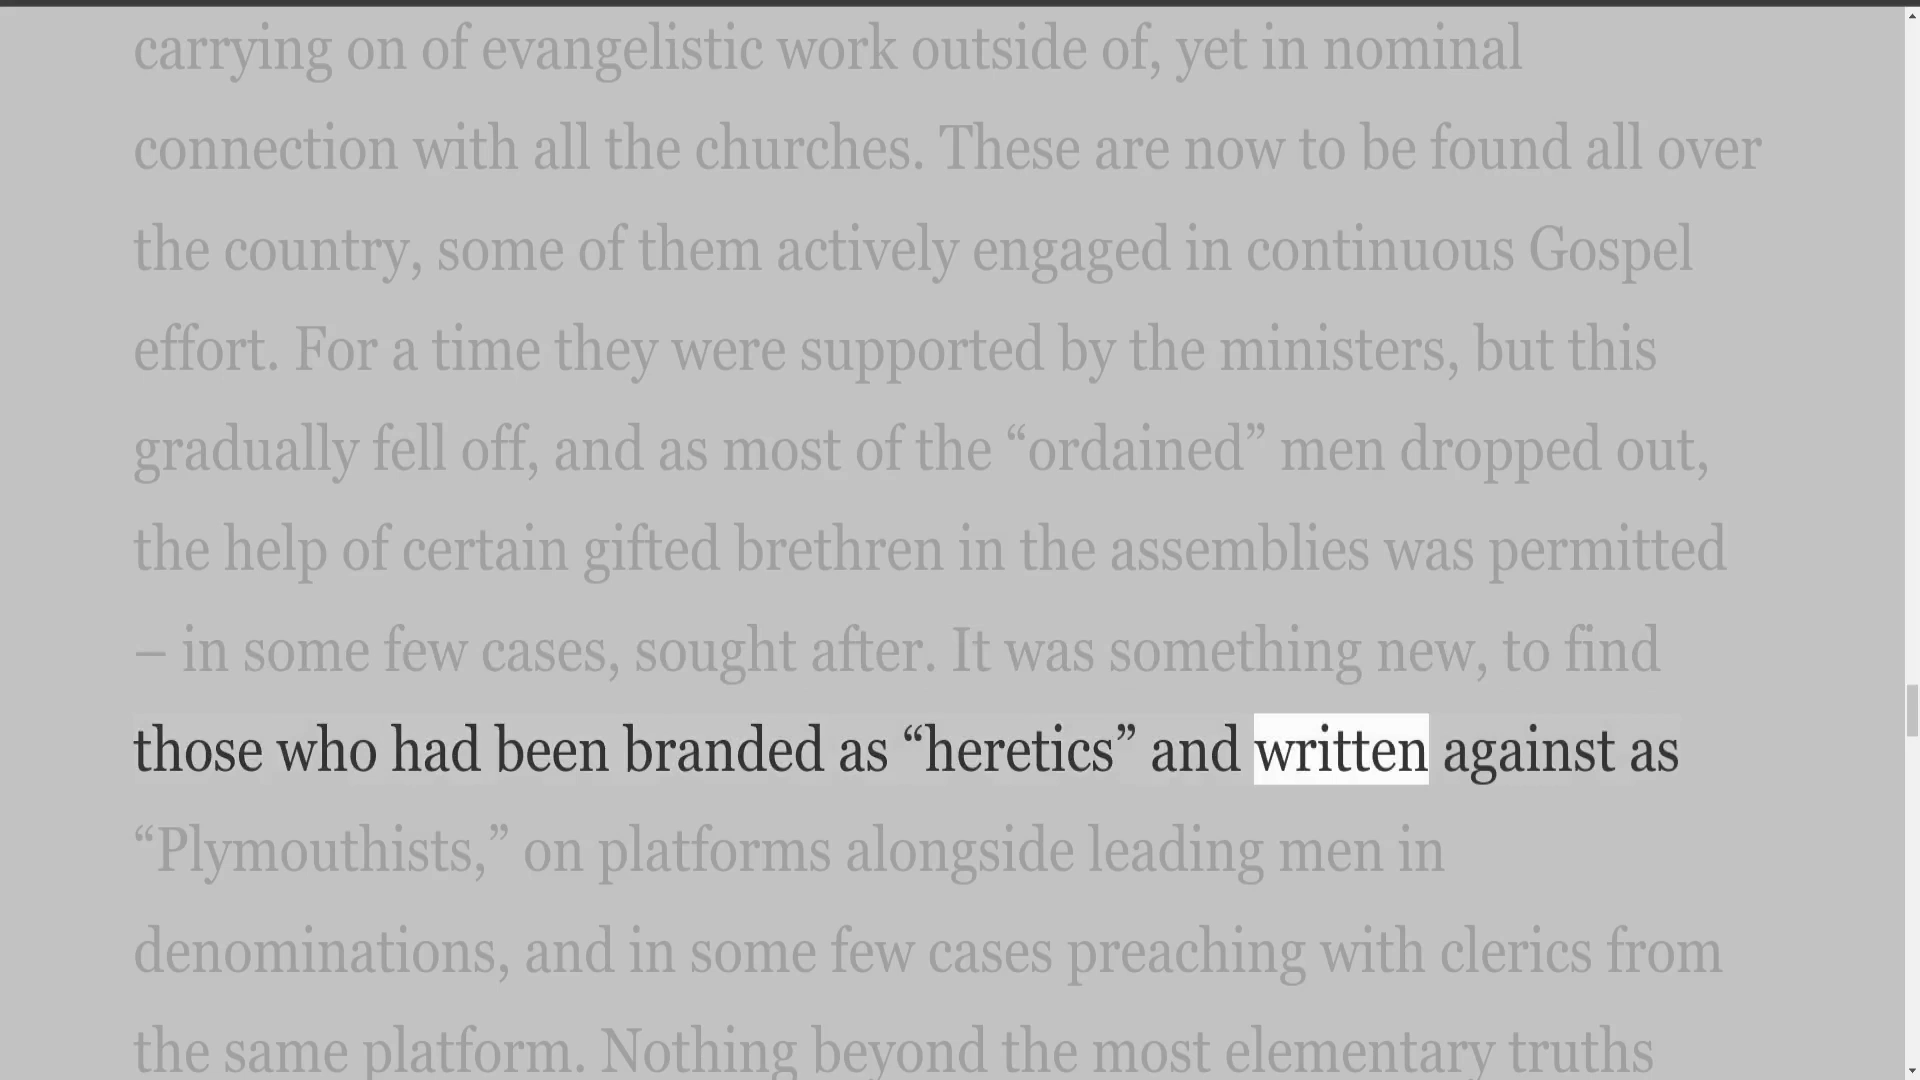 carrying on of evangelistic work outside of, yet in nominal
connection with all the churches. These are now to be found all over
the country, some of them actively engaged in continuous Gospel
effort. For a time they were supported by the ministers, but this
gradually fell off, and as most of the “ordained” men dropped out,
the help of certain gifted brethren in the assemblies was permitted
– in some few cases, sought after. It was something new, to find
those who had been branded as “heretics” and written against as
“Plymouthists,” on platforms alongside leading men in
denominations, and in some few cases preaching with clerics from
the same platform. Nothing beyond the most elementary truths